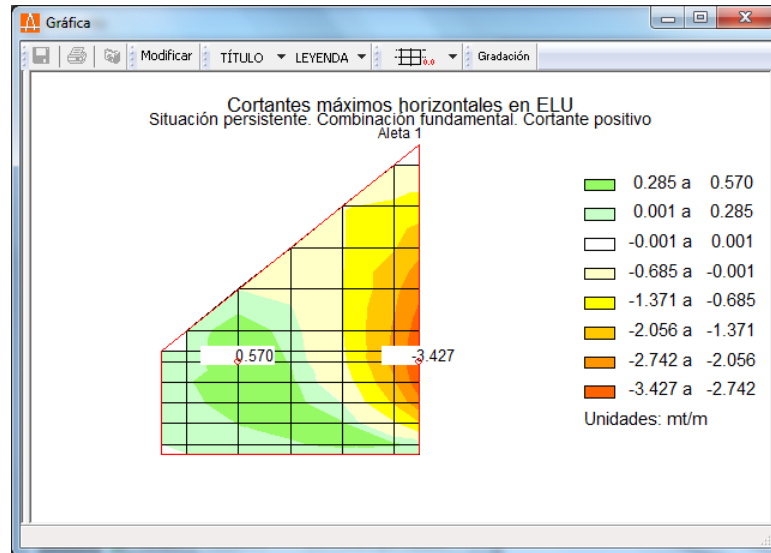 Gráfica
Modificar TÍTULO LEYENDA 0.0 Gradación
Cortantes máximos horizontales en ELU
Situación persistente. Combinación fundamental. Cortante positivo
Aleta 1
0.285 a 0.570
0.001 a 0.285
-0.001 a 0.001
-0.685 a -0.001
-1.371 a -0.685
-2.056 a -1.371
-2.742 a -2.056
-3.427 a -2.742
Unidades: mt/m
0.570 -3.427